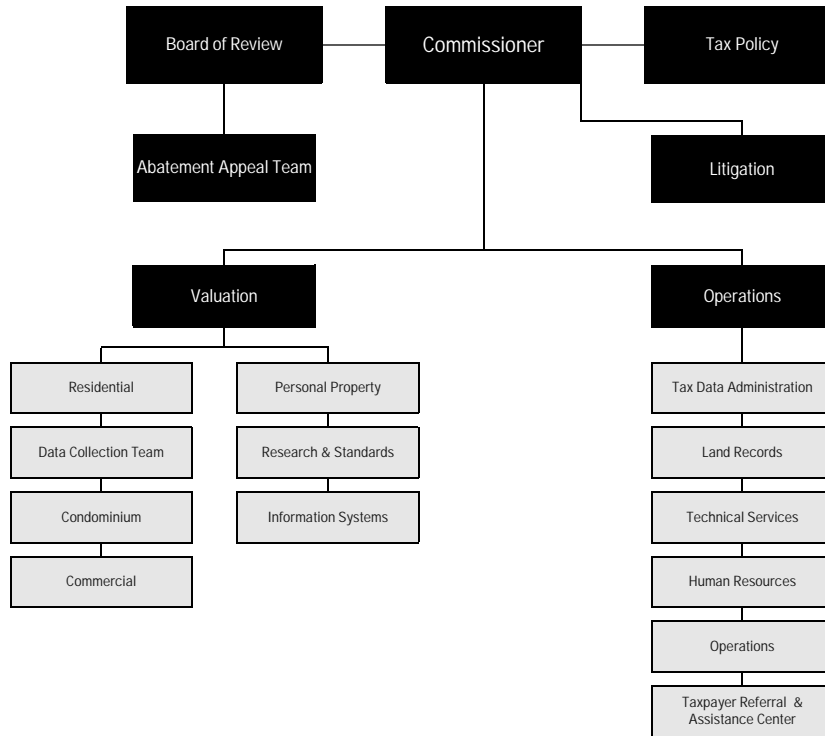 Board of Review
Commissioner
Tax Policy
Abatement Appeal Team
Litigation
Valuation
Operations
Residential
Personal Property
Tax Data Administration
Data Collection Team
Research & Standards
Land Records
Condominium
Information Systems
Technical Services
Commercial
Human Resources
Operations
Taxpayer Referral &
Assistance Center